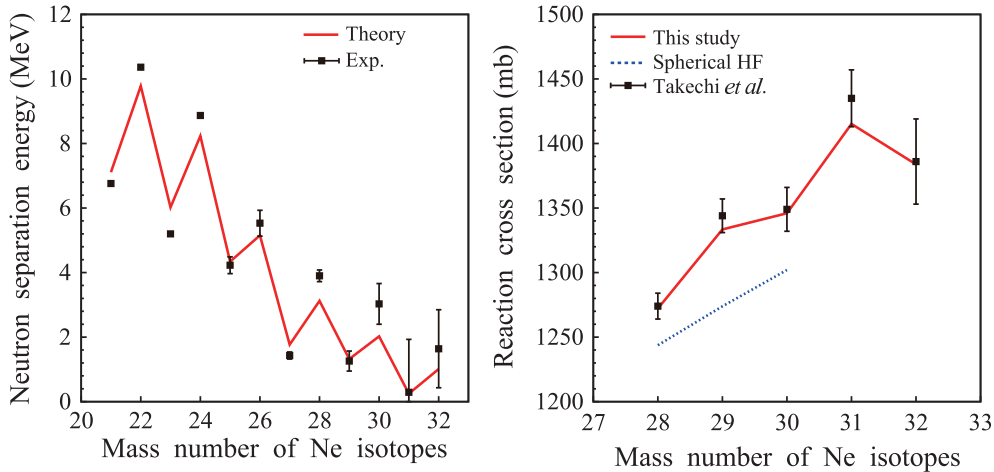 Neutron separation energy (MeV)
12
10
8
6
4
2
0
Theory
Exp.
20 22 24 26 28 30 32
Mass number of Ne isotopes
Reaction cross section (mb)
1500
1450
1400
1350
1300
1250
1200
This study
Spherical HF
Takechi et al.
27 28 29 30 31 32 33
Mass number of Ne isotopes